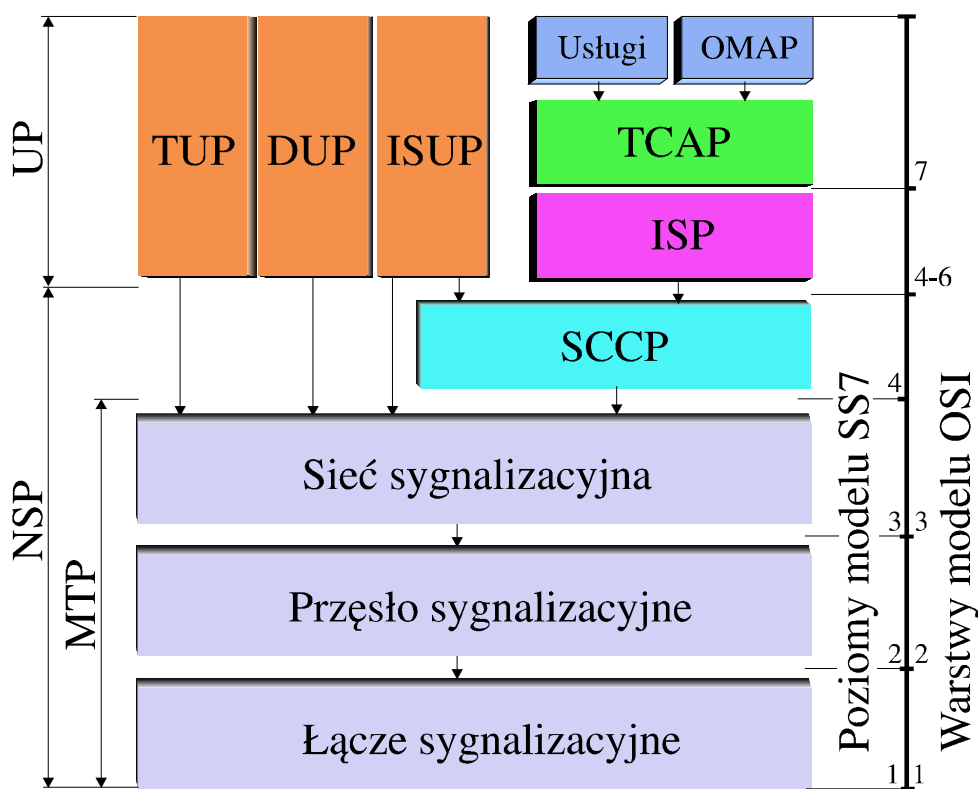 UP
TUP
DUP
ISUP
Usługi
OMAP
TCAP
7
ISP
4-6
SCCP
4
NSP
MTP
Sieć sygnalizacyjna
3
3
Przęsło sygnalizacyjne
2
2
Łącze sygnalizacyjne
1
1
Poziomy modelu SS7
Warstwy modelu OSI